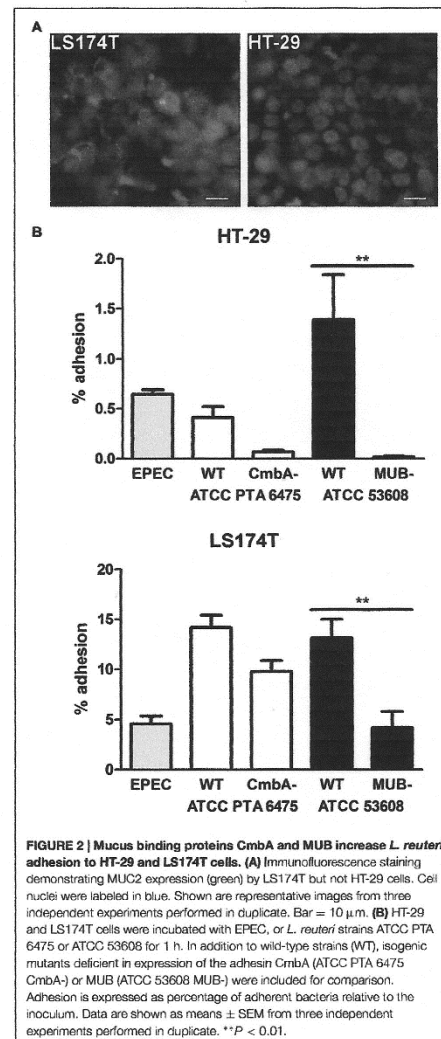 A
LS174T HT-29
B
HT-29
**
2.0
1.5
1.0
0.5
0.0
% adhesion
EPEC WT CmbA- WT MUB-
ATCC PTA 6475 ATCC 53608
LS174T
**
20
15
10
5
0
% adhesion
EPEC WT CmbA- WT MUB-
ATCC PTA 6475 ATCC 53608
FIGURE 2 | Mucus binding proteins CmbA and MUB increase L. reuteri
adhesion to HT-29 and LS174T cells. (A) Immunofluorescence staining
demonstrating MUC2 expression (green) by LS174T but not HT-29 cells. Cell
nuclei were labeled in blue. Shown are representative images from three
independent experiments performed in duplicate. Bar = 10 μm. (B) HT-29
and LS174T cells were incubated with EPEC, or L. reuteri strains ATCC PTA
6475 or ATCC 53608 for 1 h. In addition to wild-type strains (WT), isogenic
mutants deficient in expression of the adhesin CmbA (ATCC PTA 6475
CmbA-) or MUB (ATCC 53608 MUB-) were included for comparison.
Adhesion is expressed as percentage of adherent bacteria relative to the
inoculum. Data are shown as means ± SEM from three independent
experiments performed in duplicate. **P < 0.01.